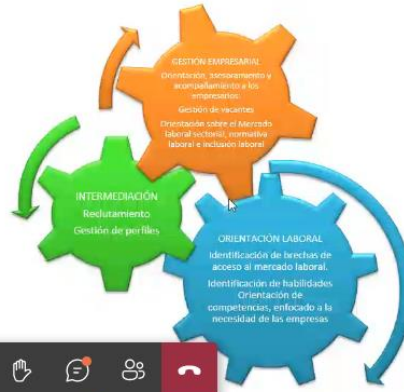 GESTIÓN EMPRESARIAL
Orientación, asesoramiento y
acompañamiento a los
empresarios.
Gestión de vacantes
Orientación sobre el Mercado
laboral sectorial, normativa
laboral e inclusión laboral
INTERMEDIACIÓN
Reclutamiento
Gestión de perfiles
ORIENTACIÓN LABORAL
Identificación de brechas de
acceso al mercado laboral.
Identificación de habilidades
Orientación de
competencias, enfocado a la
necesidad de las empresas